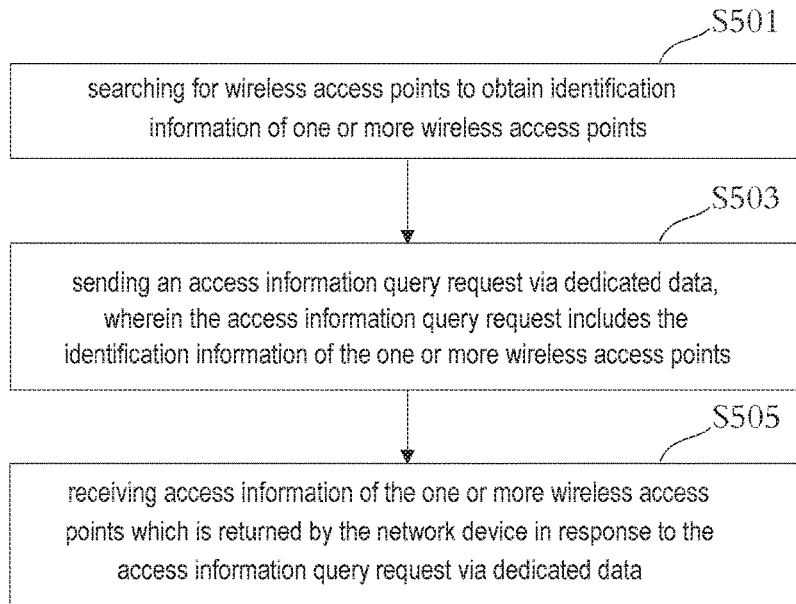 S501
searching for wireless access points to obtain identification
information of one or more wireless access points
S503
sending an access information query request via dedicated data,
wherein the access information query request includes the
identification information of the one or more wireless access points
S505
receiving access information of the one or more wireless access
points which is returned by the network device in response to the
access information query request via dedicated data